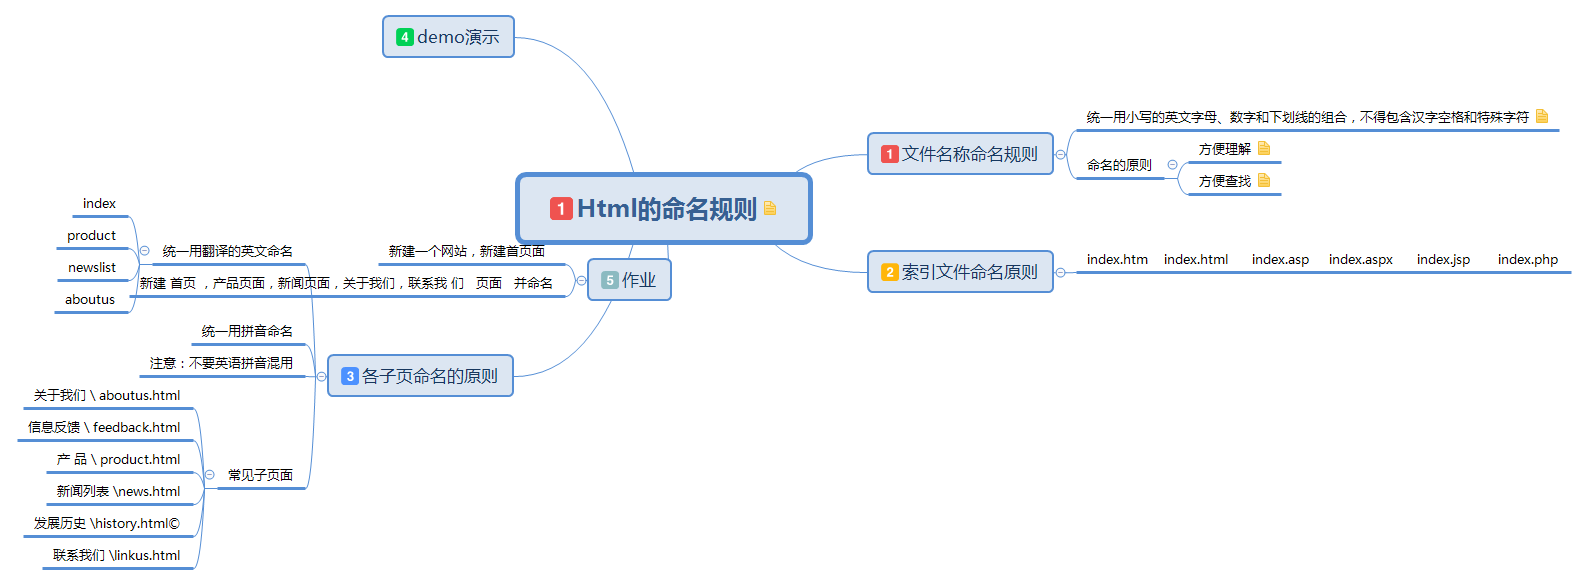 1 Html的命名规则
1 文件名称命名规则
统一用小写的英文字母、数字和下划线的组合，不得包含汉字空格和特殊字符
命名的原则
方便理解
方便查找
2 索引文件命名原则
index.htm index.html index.asp index.aspx index.jsp index.php
3 各子页命名的原则
统一用翻译的英文命名
index
product
newslist
aboutus
统一用拼音命名
注意：不要英语拼音混用
常见子页面
关于我们 \ aboutus.html
信息反馈 \ feedback.html
产 品 \ product.html
新闻列表 \news.html
发展历史 \history.html©
联系我们 \linkus.html
4 demo演示
5 作业
新建一个网站，新建首页面
新建 首页 ，产品页面，新闻页面，关于我们，联系我 们 页面 并命名